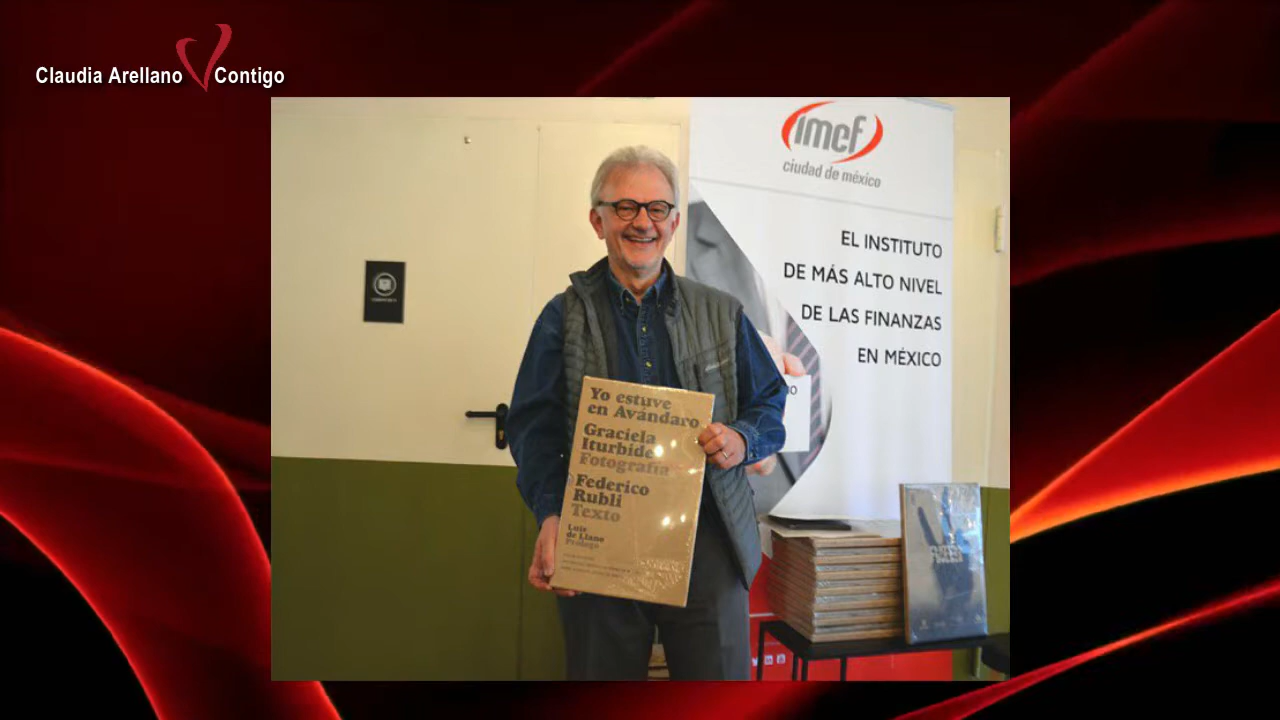 Claudia Arellano Contigo
imef
ciudad de méxico
EL INSTITUTO
DE MÁS ALTO NIVEL
DE LAS FINANZAS
EN MÉXICO
Yo estuve
en Avándaro
Graciela
Iturbide
Fotografía
Federico
Rubli
Texto
Luis
de Llano
Prólogo